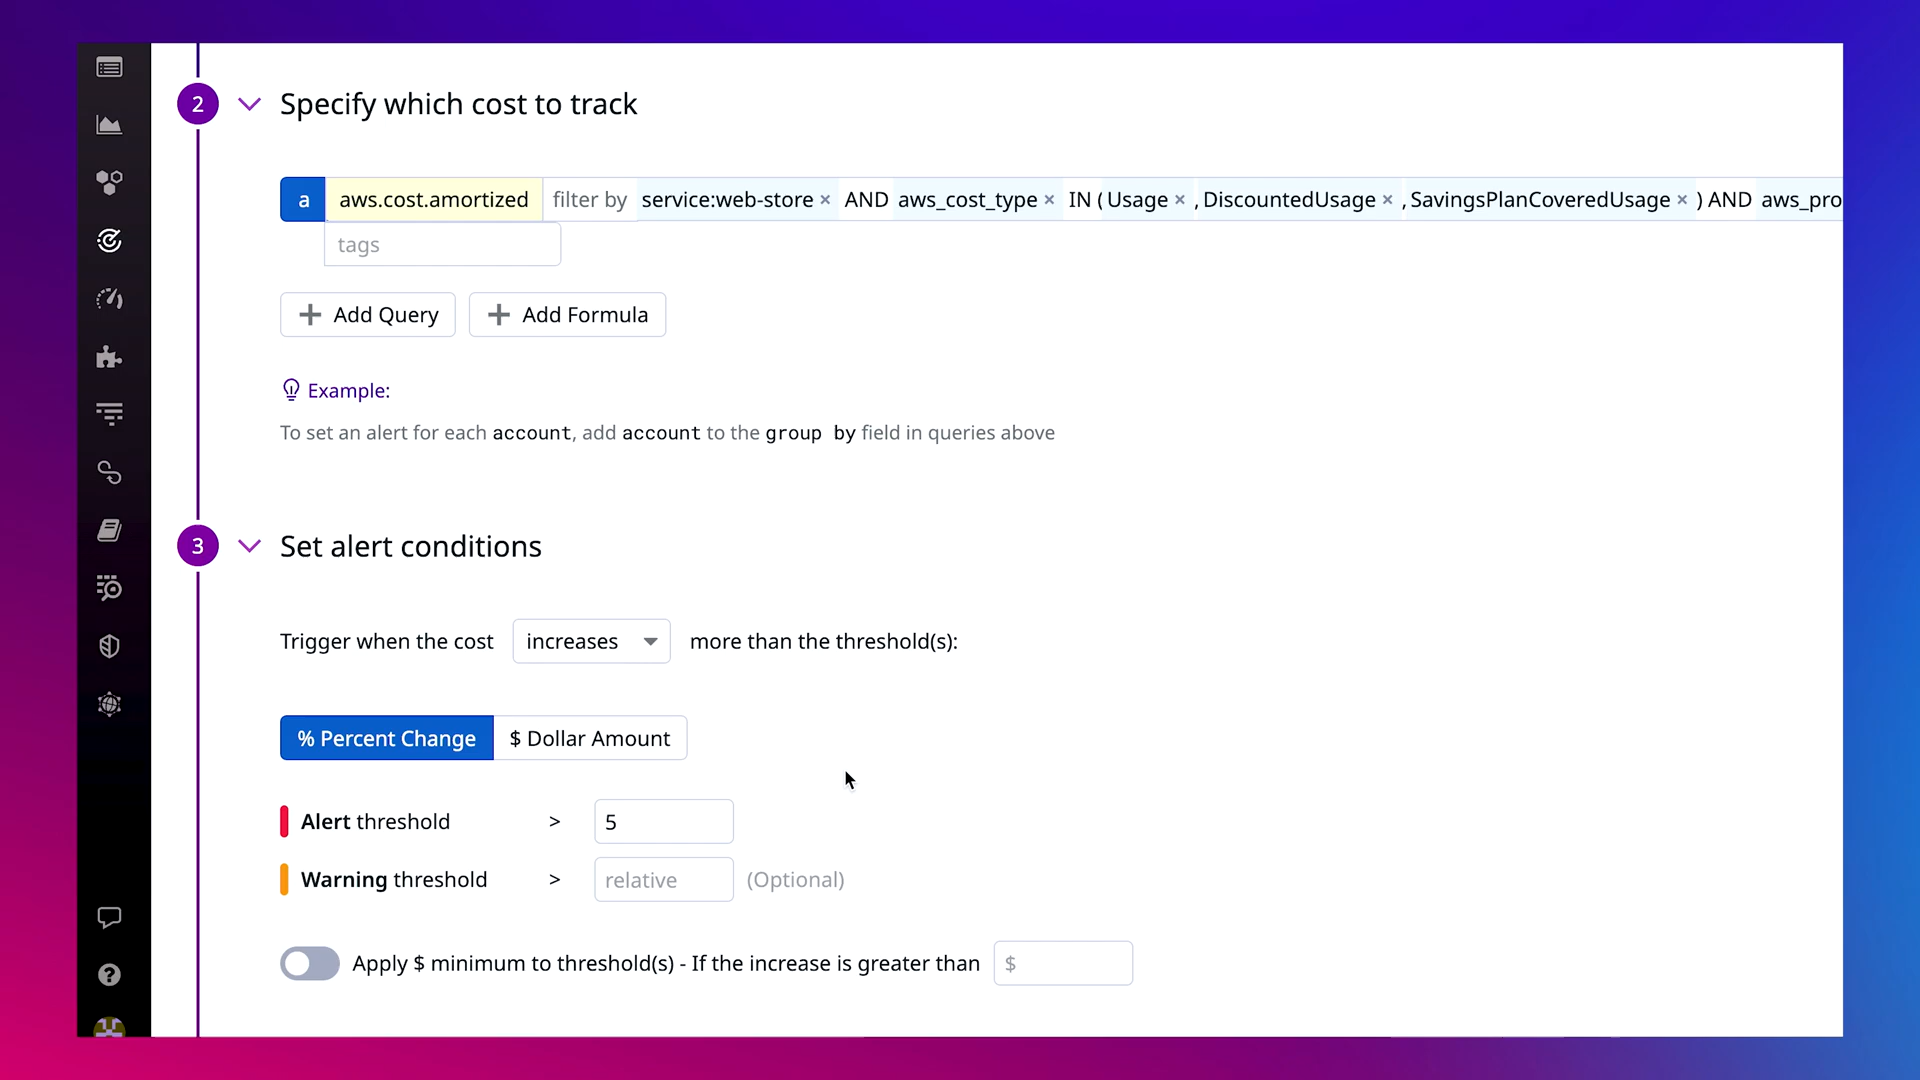 2 Specify which cost to track
a aws.cost.amortized filter by service:web-store × AND aws_cost_type × IN ( Usage × , DiscountedUsage × , SavingsPlanCoveredUsage × ) AND aws_pro
tags
+ Add Query + Add Formula
Example:
To set an alert for each account, add account to the group by field in queries above
3 Set alert conditions
Trigger when the cost increases more than the threshold(s):
% Percent Change $ Dollar Amount
Alert threshold > 5
Warning threshold > relative (Optional)
Apply $ minimum to threshold(s) - If the increase is greater than $